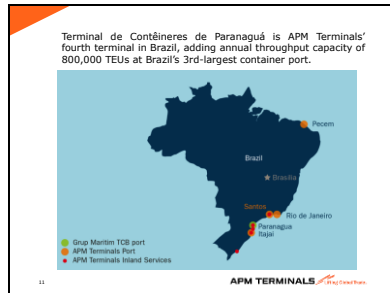 Terminal de Contêineres de Paranaguá is APM Terminals'
fourth terminal in Brazil, adding annual throughput capacity of
800,000 TEUs at Brazil's 3rd-largest container port.
Pecem
Brazil
Brasilia
Santos
Rio de Janeiro
Paranagua
Itajai
Grup Maritim TCB port
APM Terminals Port
APM Terminals Inland Services
11
APM TERMINALS